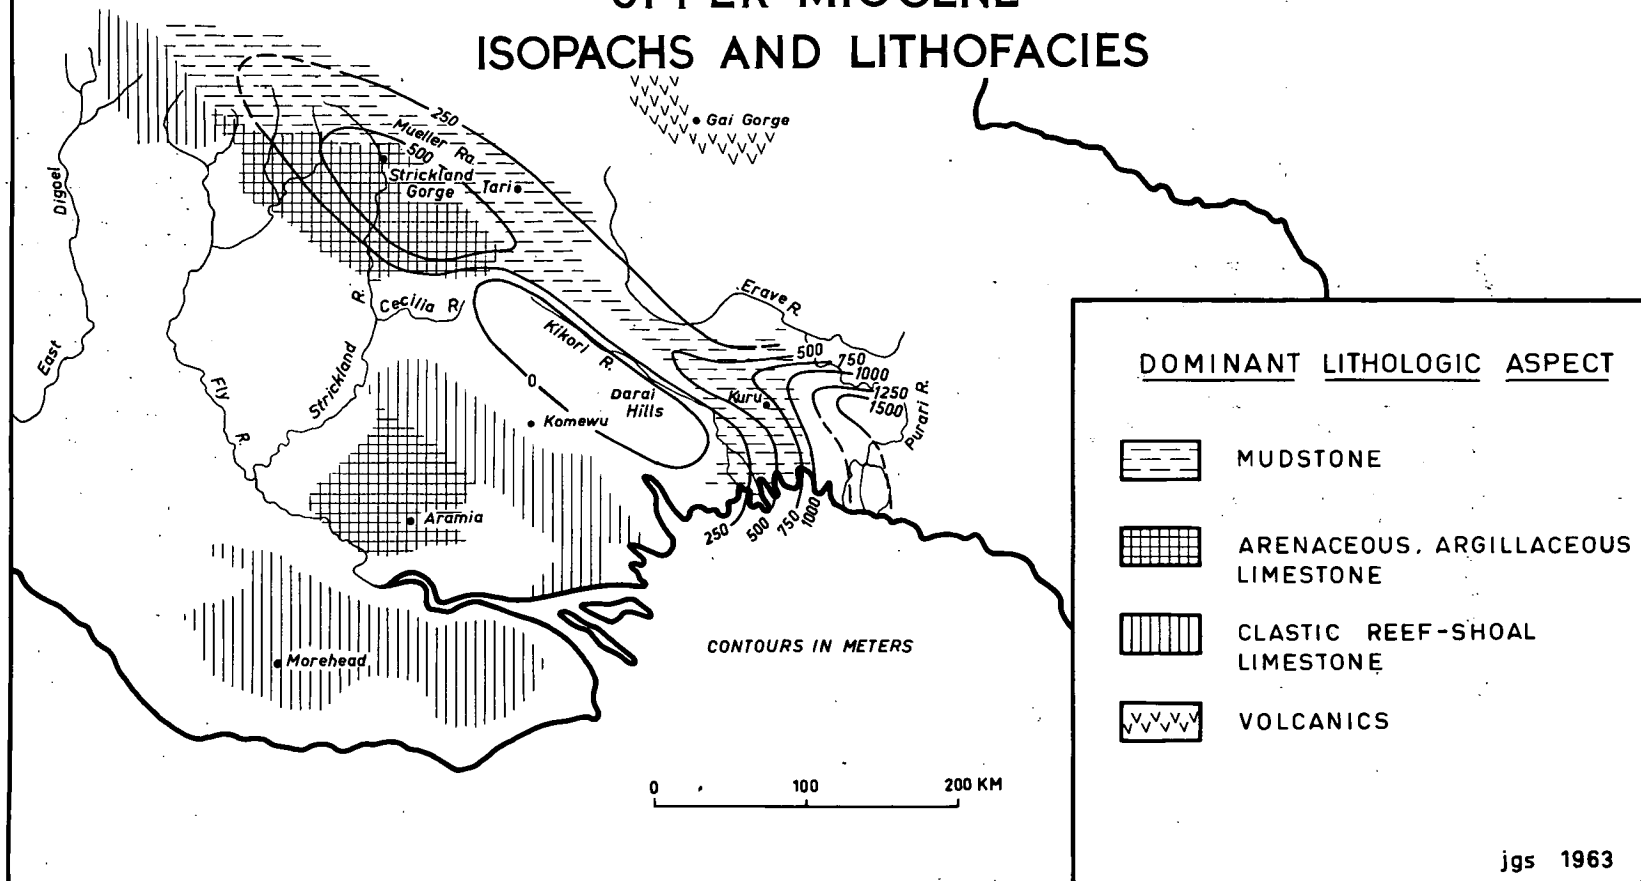 UPPER MIOCENE
ISOPACHS AND LITHOFACIES
250
Mueller Ra.
500
Strickland
Gorge
Tari
Gai Gorge
Digoel
East
Fly
R.
Strickland
R.
Cecilia R.
Kikori R.
0
Darai
Hills
Komewu
Erave R.
500
750
1000
1250
1500
Kuru
Purari R.
Aramia
250
500
750
1000
Morehead
CONTOURS IN METERS
0 100 200 KM
DOMINANT LITHOLOGIC ASPECT
MUDSTONE
ARENACEOUS, ARGILLACEOUS
LIMESTONE
CLASTIC REEF-SHOAL
LIMESTONE
VOLCANICS
jgs 1963